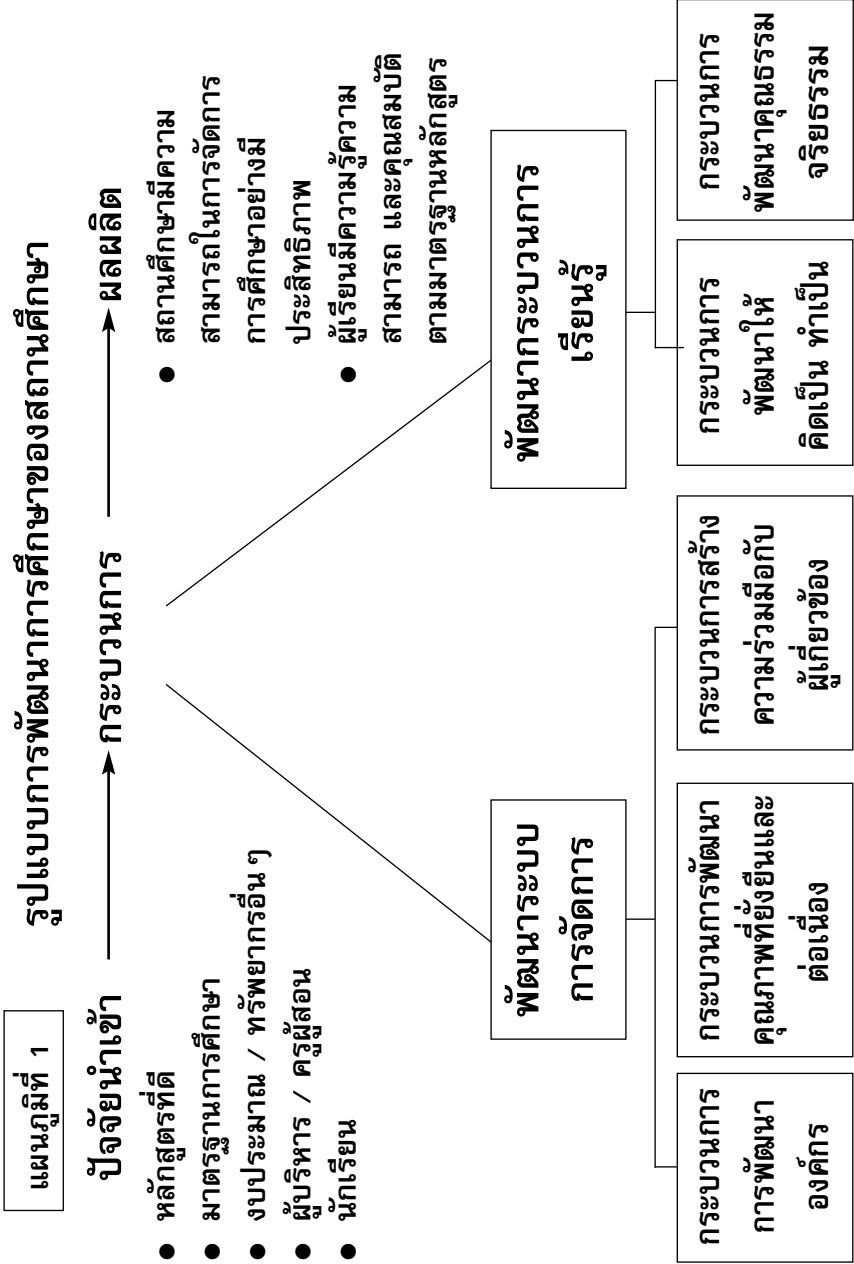 แผนภูมิที่ 1
รูปแบบการพัฒนาการศึกษาของสถานศึกษา
ปัจจัยนำเข้า
กระบวนการ
ผลผลิต
● หลักสูตรที่ดี
● มาตรฐานการศึกษา
● งบประมาณ / ทรัพยากรอื่น ๆ
● ผู้บริหาร / ครูผู้สอน
● นักเรียน
● สถานศึกษามีความ
สามารถในการจัดการ
การศึกษาอย่างมี
ประสิทธิภาพ
● ผู้เรียนมีความรู้ความ
สามารถ และคุณสมบัติ
ตามมาตรฐานหลักสูตร
พัฒนาระบบ
การจัดการ
พัฒนากระบวนการ
เรียนรู้
กระบวนการ
การพัฒนา
องค์กร
กระบวนการพัฒนา
คุณภาพที่ยั่งยืนและ
ต่อเนื่อง
กระบวนการสร้าง
ความร่วมมือกับ
ผู้เกี่ยวข้อง
กระบวนการ
พัฒนาให้
คิดเป็น ทำเป็น
กระบวนการ
พัฒนาคุณธรรม
จริยธรรม